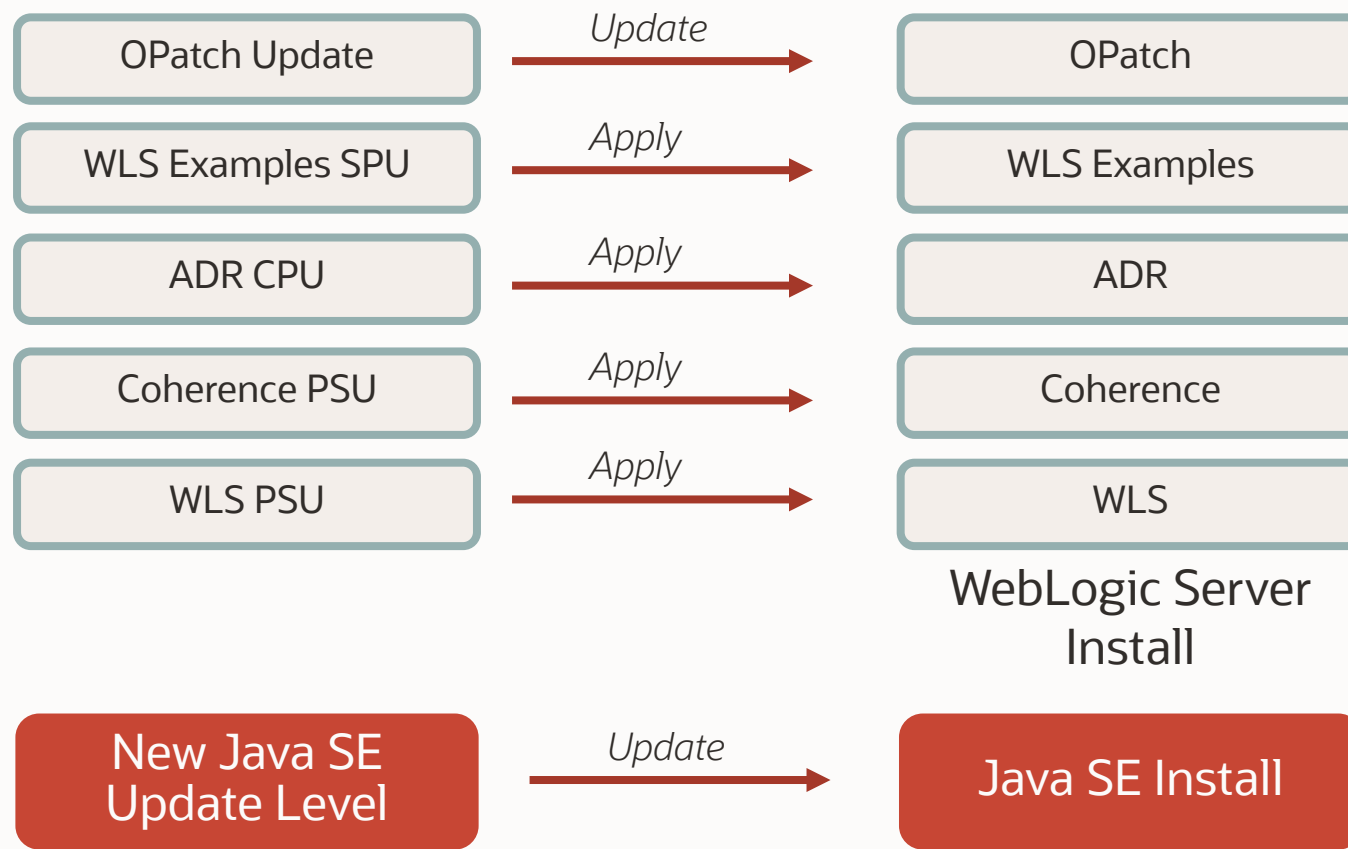 OPatch Update
Update
OPatch
WLS Examples SPU
Apply
WLS Examples
ADR CPU
Apply
ADR
Coherence PSU
Apply
Coherence
WLS PSU
Apply
WLS
WebLogic Server
Install
New Java SE
Update Level
Update
Java SE Install